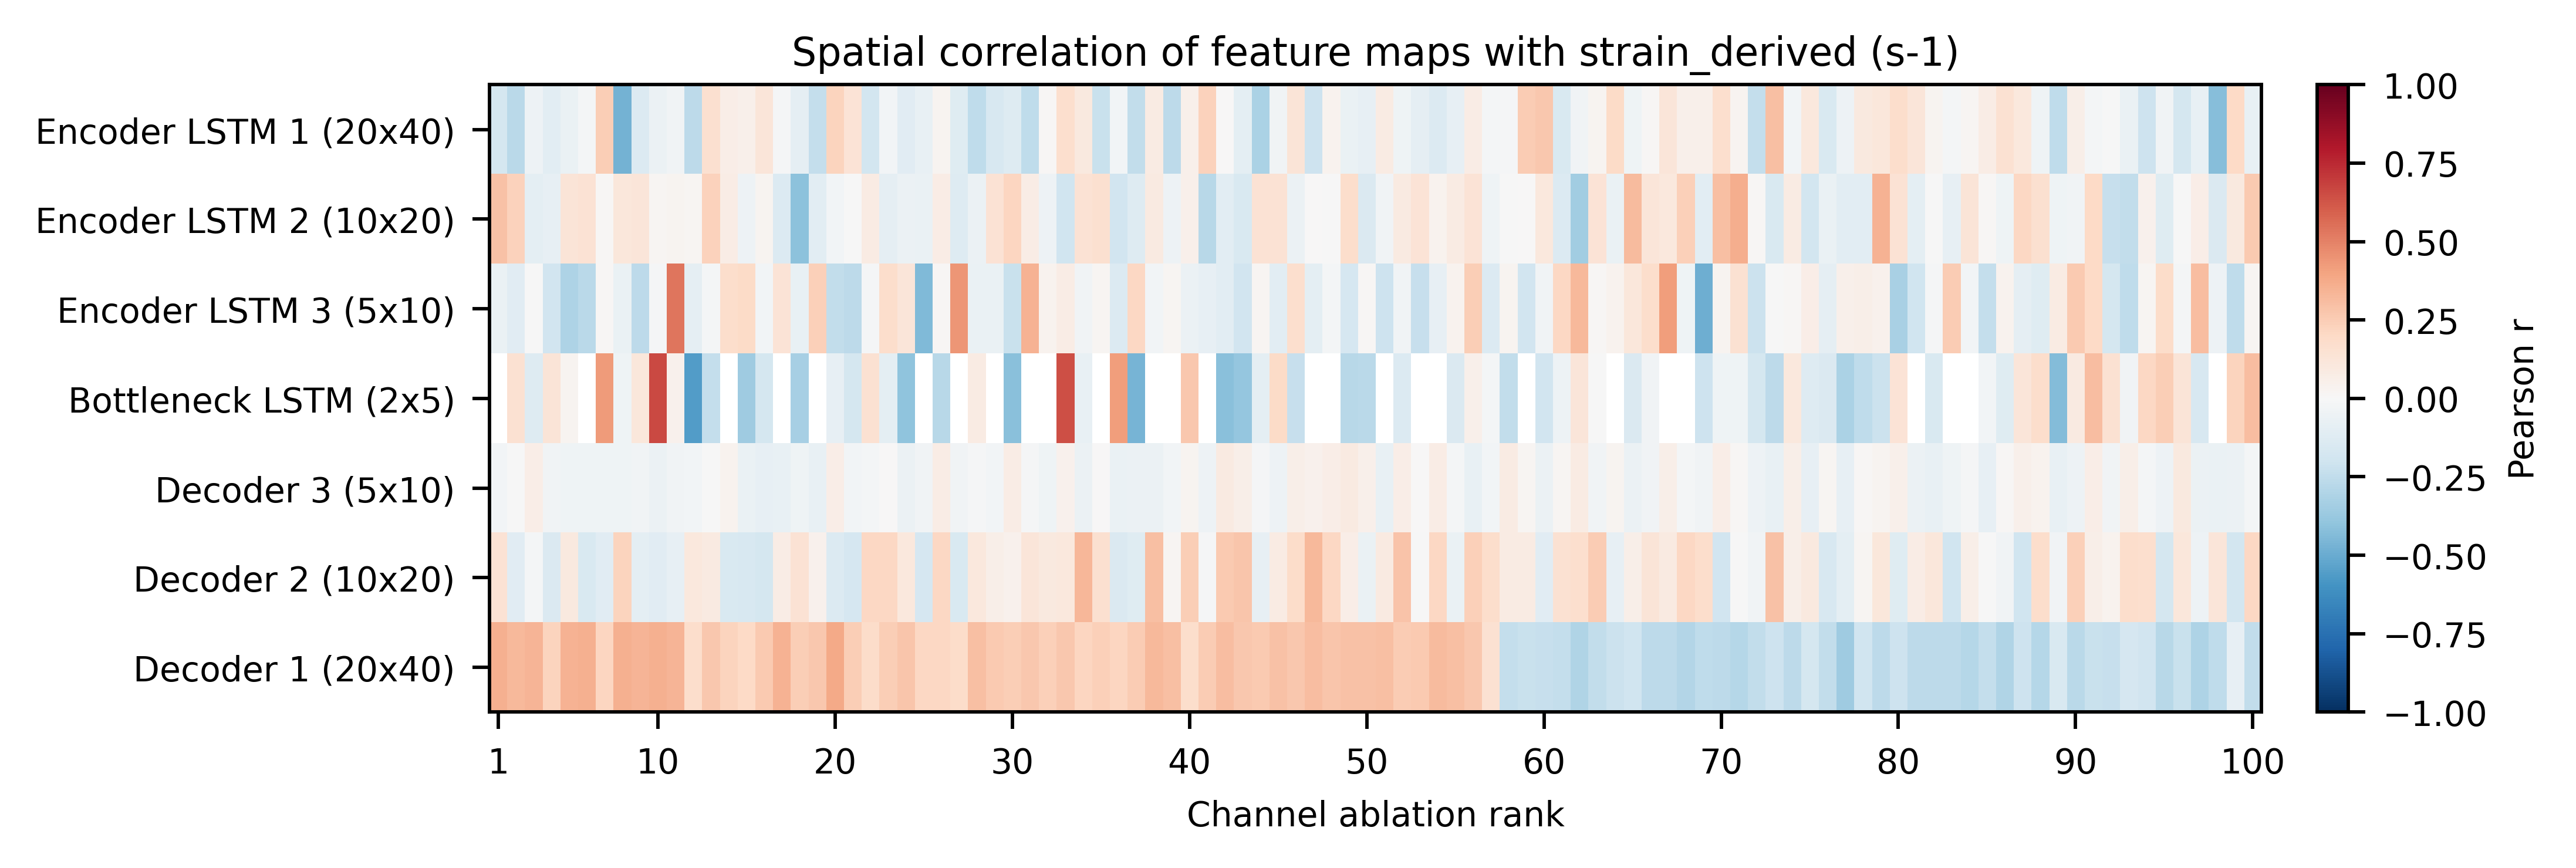 Spatial correlation of feature maps with strain_derived (s-1)
Encoder LSTM 1 (20x40)
Encoder LSTM 2 (10x20)
Encoder LSTM 3 (5x10)
Bottleneck LSTM (2x5)
Decoder 3 (5x10)
Decoder 2 (10x20)
Decoder 1 (20x40)
1 10 20 30 40 50 60 70 80 90 100
Channel ablation rank
1.00
0.75
0.50
0.25
0.00
−0.25
−0.50
−0.75
−1.00
Pearson r